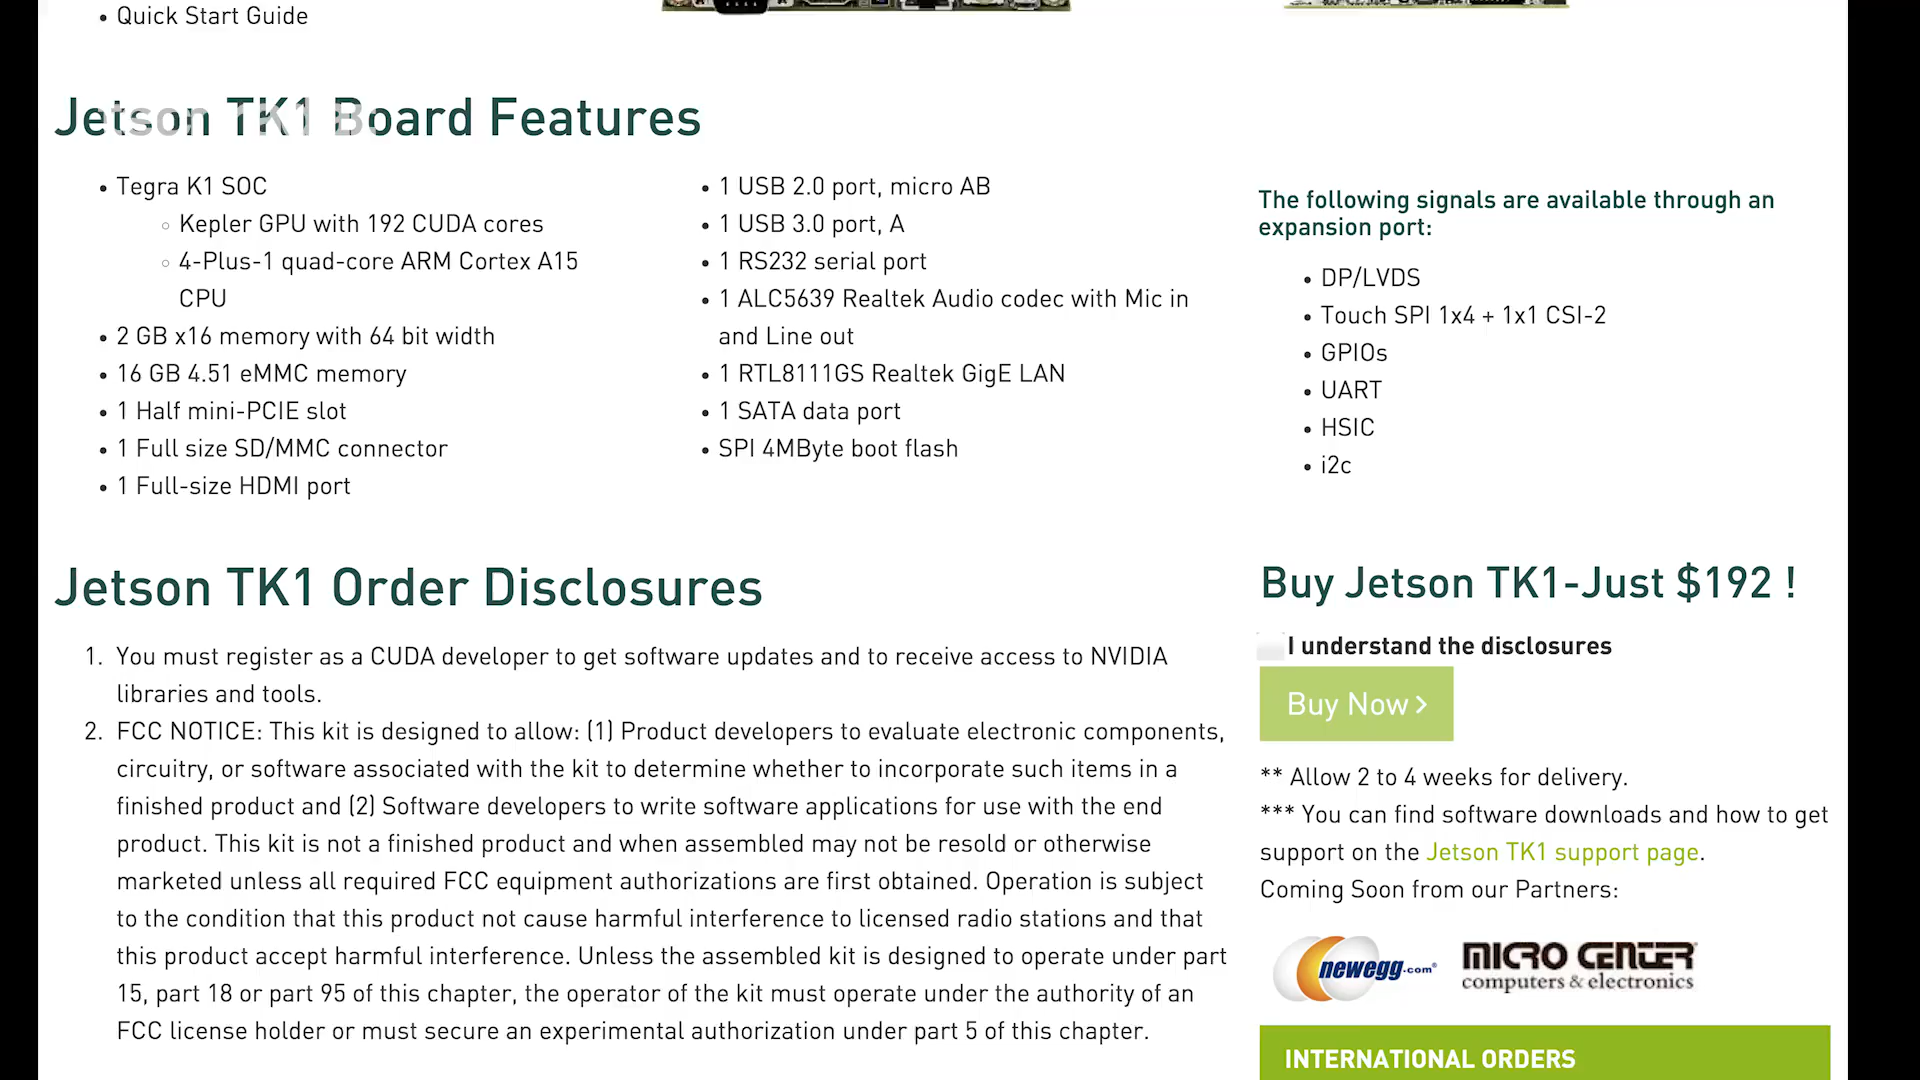 • Quick Start Guide
Jetson TK1 Board Features
• Tegra K1 SOC
○ Kepler GPU with 192 CUDA cores
○ 4-Plus-1 quad-core ARM Cortex A15
CPU
• 2 GB x16 memory with 64 bit width
• 16 GB 4.51 eMMC memory
• 1 Half mini-PCIE slot
• 1 Full size SD/MMC connector
• 1 Full-size HDMI port
• 1 USB 2.0 port, micro AB
• 1 USB 3.0 port, A
• 1 RS232 serial port
• 1 ALC5639 Realtek Audio codec with Mic in
and Line out
• 1 RTL8111GS Realtek GigE LAN
• 1 SATA data port
• SPI 4MByte boot flash
The following signals are available through an
expansion port:
• DP/LVDS
• Touch SPI 1x4 + 1x1 CSI-2
• GPIOs
• UART
• HSIC
• i2c
Jetson TK1 Order Disclosures
1. You must register as a CUDA developer to get software updates and to receive access to NVIDIA
libraries and tools.
2. FCC NOTICE: This kit is designed to allow: (1) Product developers to evaluate electronic components,
circuitry, or software associated with the kit to determine whether to incorporate such items in a
finished product and (2) Software developers to write software applications for use with the end
product. This kit is not a finished product and when assembled may not be resold or otherwise
marketed unless all required FCC equipment authorizations are first obtained. Operation is subject
to the condition that this product not cause harmful interference to licensed radio stations and that
this product accept harmful interference. Unless the assembled kit is designed to operate under part
15, part 18 or part 95 of this chapter, the operator of the kit must operate under the authority of an
FCC license holder or must secure an experimental authorization under part 5 of this chapter.
Buy Jetson TK1-Just $192 !
I understand the disclosures
Buy Now >
** Allow 2 to 4 weeks for delivery.
*** You can find software downloads and how to get
support on the Jetson TK1 support page.
Coming Soon from our Partners:
newegg.com®
MICRO CENTER
computers & electronics
INTERNATIONAL ORDERS